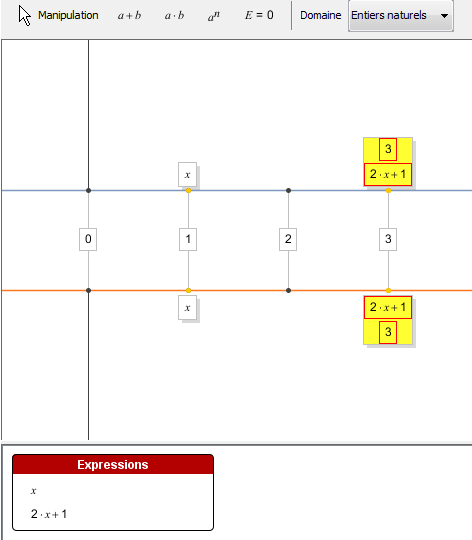 Manipulation a + b a · b aⁿ E = 0 Domaine Entiers naturels
3
x 2 · x + 1
0 1 2 3
x 2 · x + 1
3
Expressions
x
2 · x + 1